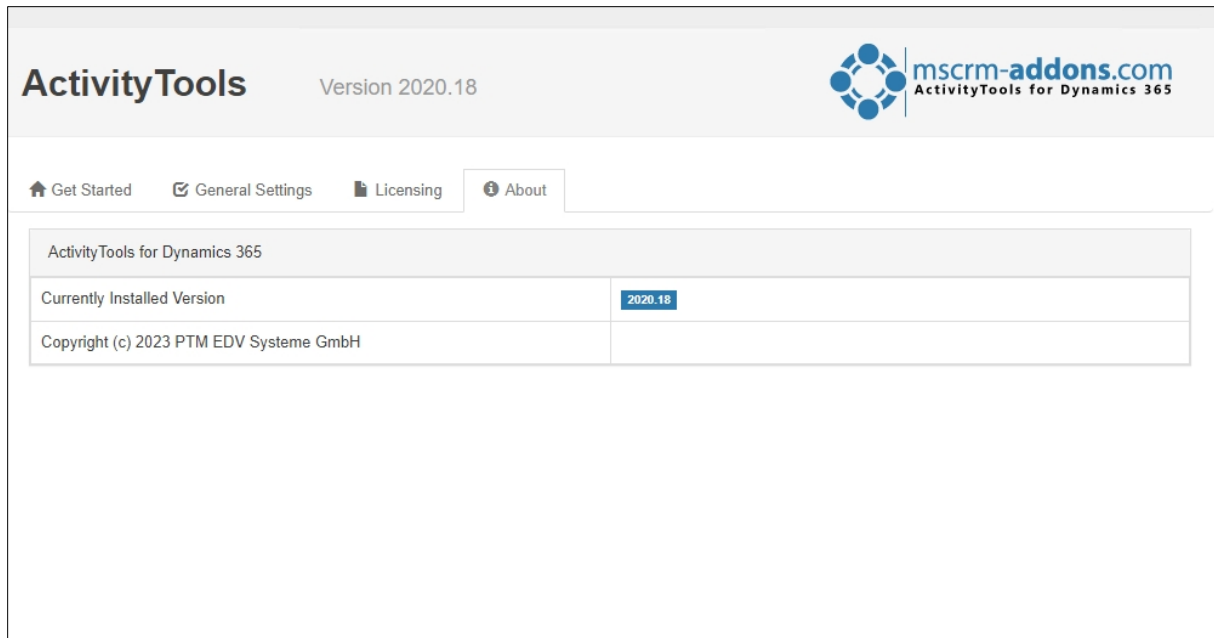 ActivityTools
Version 2020.18
mscrm-addons.com
ActivityTools for Dynamics 365
Get Started
General Settings
Licensing
About
ActivityTools for Dynamics 365
Currently Installed Version
2020.18
Copyright (c) 2023 PTM EDV Systeme GmbH